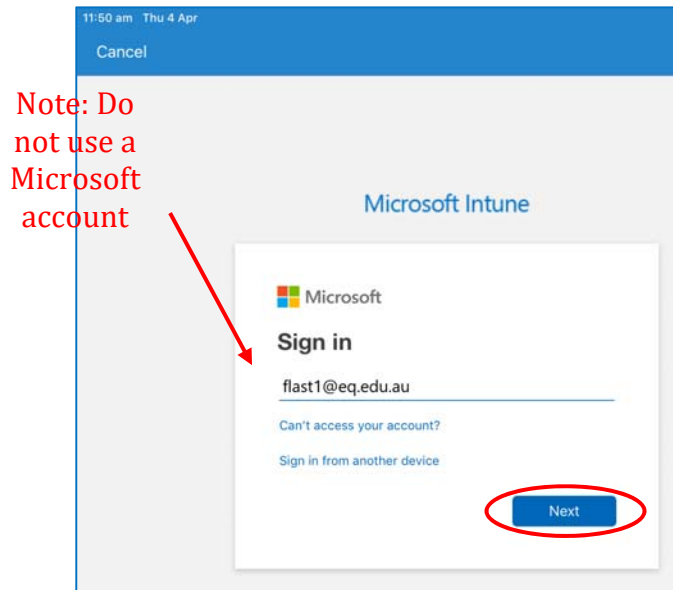 11:50 am Thu 4 Apr
Cancel
Note: Do
not use a
Microsoft
account
Microsoft Intune
Microsoft
Sign in
flast1@eq.edu.au
Can't access your account?
Sign in from another device
Next